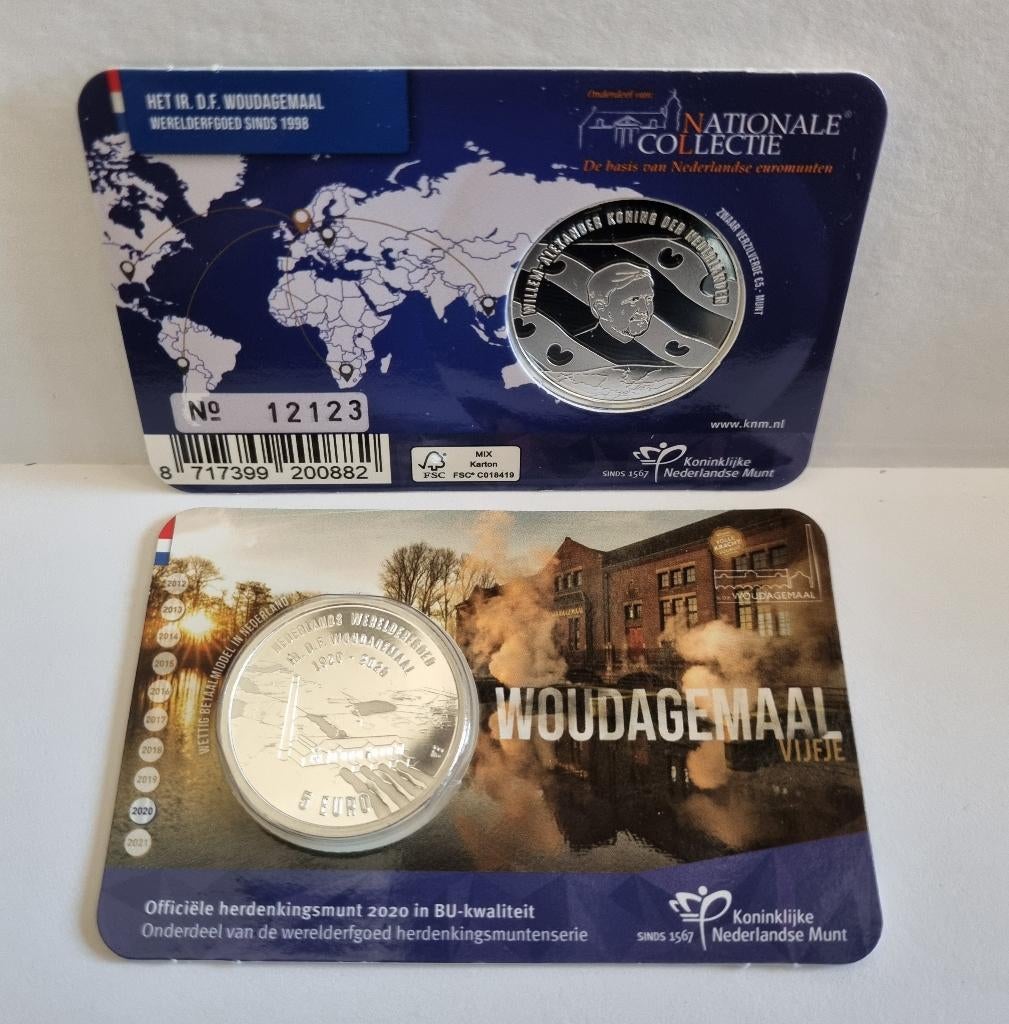 HET IR. D.F. WOUDAGEMAAL
WERELDERFGOED SINDS 1998
Onderdeel van:
NATIONALE
COLLECTIE
De basis van Nederlandse euromunten
WILLEM-ALEXANDER KONING DER NEDERLANDEN
ZWAAR VERZILVERDE €5,- MUNT
Nº 12123
8 717399 200882
FSC
MIX
Karton
FSC® C018419
www.knm.nl
SINDS 1567
Koninklijke
Nederlandse Munt
2012
2013
2014
2015
2016
2017
2018
2019
2020
2021
WETTIG BETAALMIDDEL IN NEDERLAND
NEDERLANDS WERELDERFGOED
IR. D.F. WOUDAGEMAAL
1920 - 2020
5 EURO
VOLLE
KRACHT
WOUDAGEMAAL
WOUDAGEMAAL
VIJFJE
Officiële herdenkingsmunt 2020 in BU-kwaliteit
Onderdeel van de werelderfgoed herdenkingsmuntenserie
SINDS 1567
Koninklijke
Nederlandse Munt